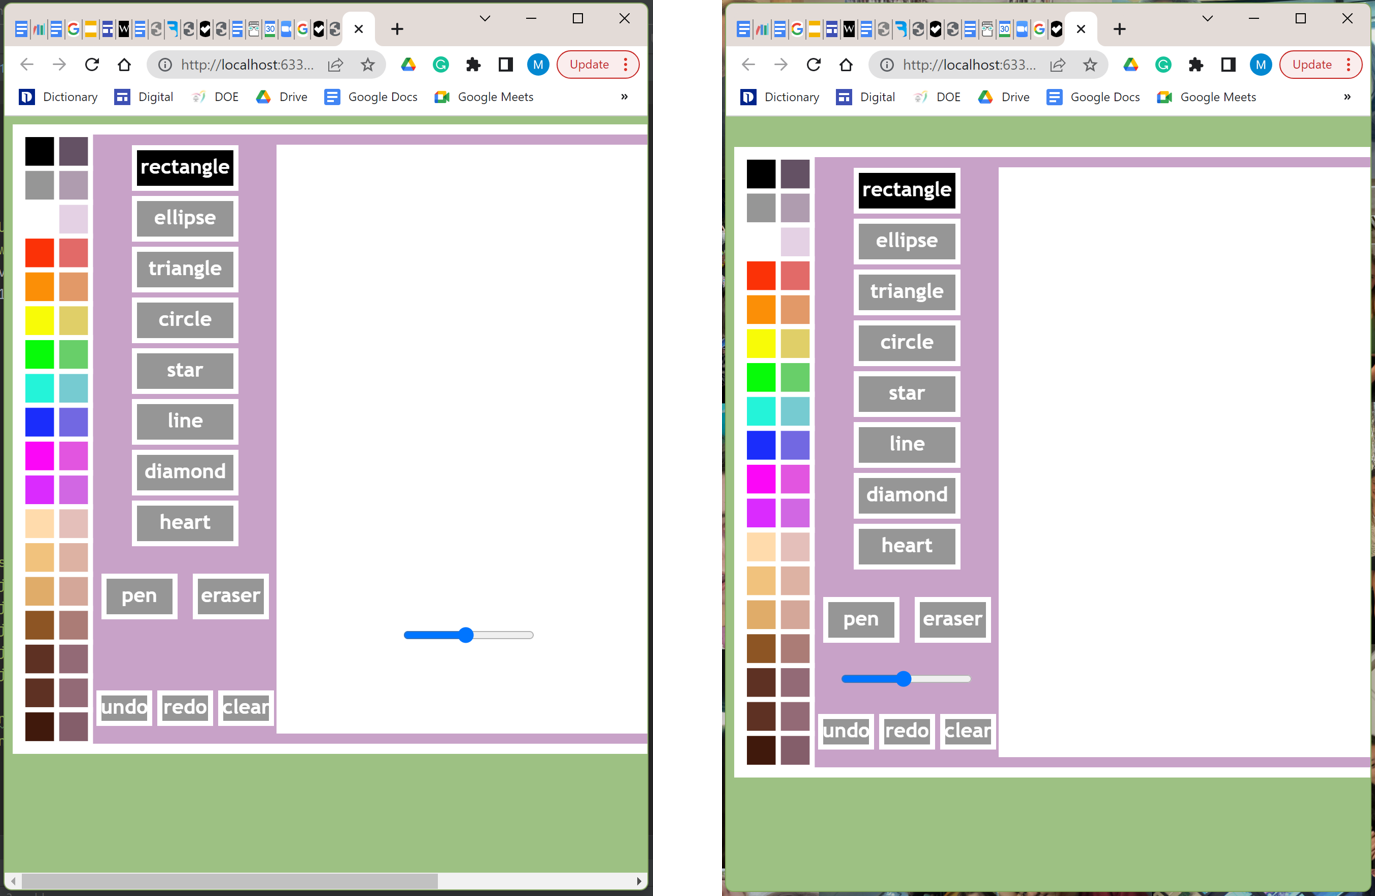 http://localhost:633...
Update
Dictionary Digital DOE Drive Google Docs Google Meets »
rectangle
ellipse
triangle
circle
star
line
diamond
heart
pen eraser
undo redo clear
http://localhost:633...
Update
Dictionary Digital DOE Drive Google Docs Google Meets »
rectangle
ellipse
triangle
circle
star
line
diamond
heart
pen eraser
undo redo clear